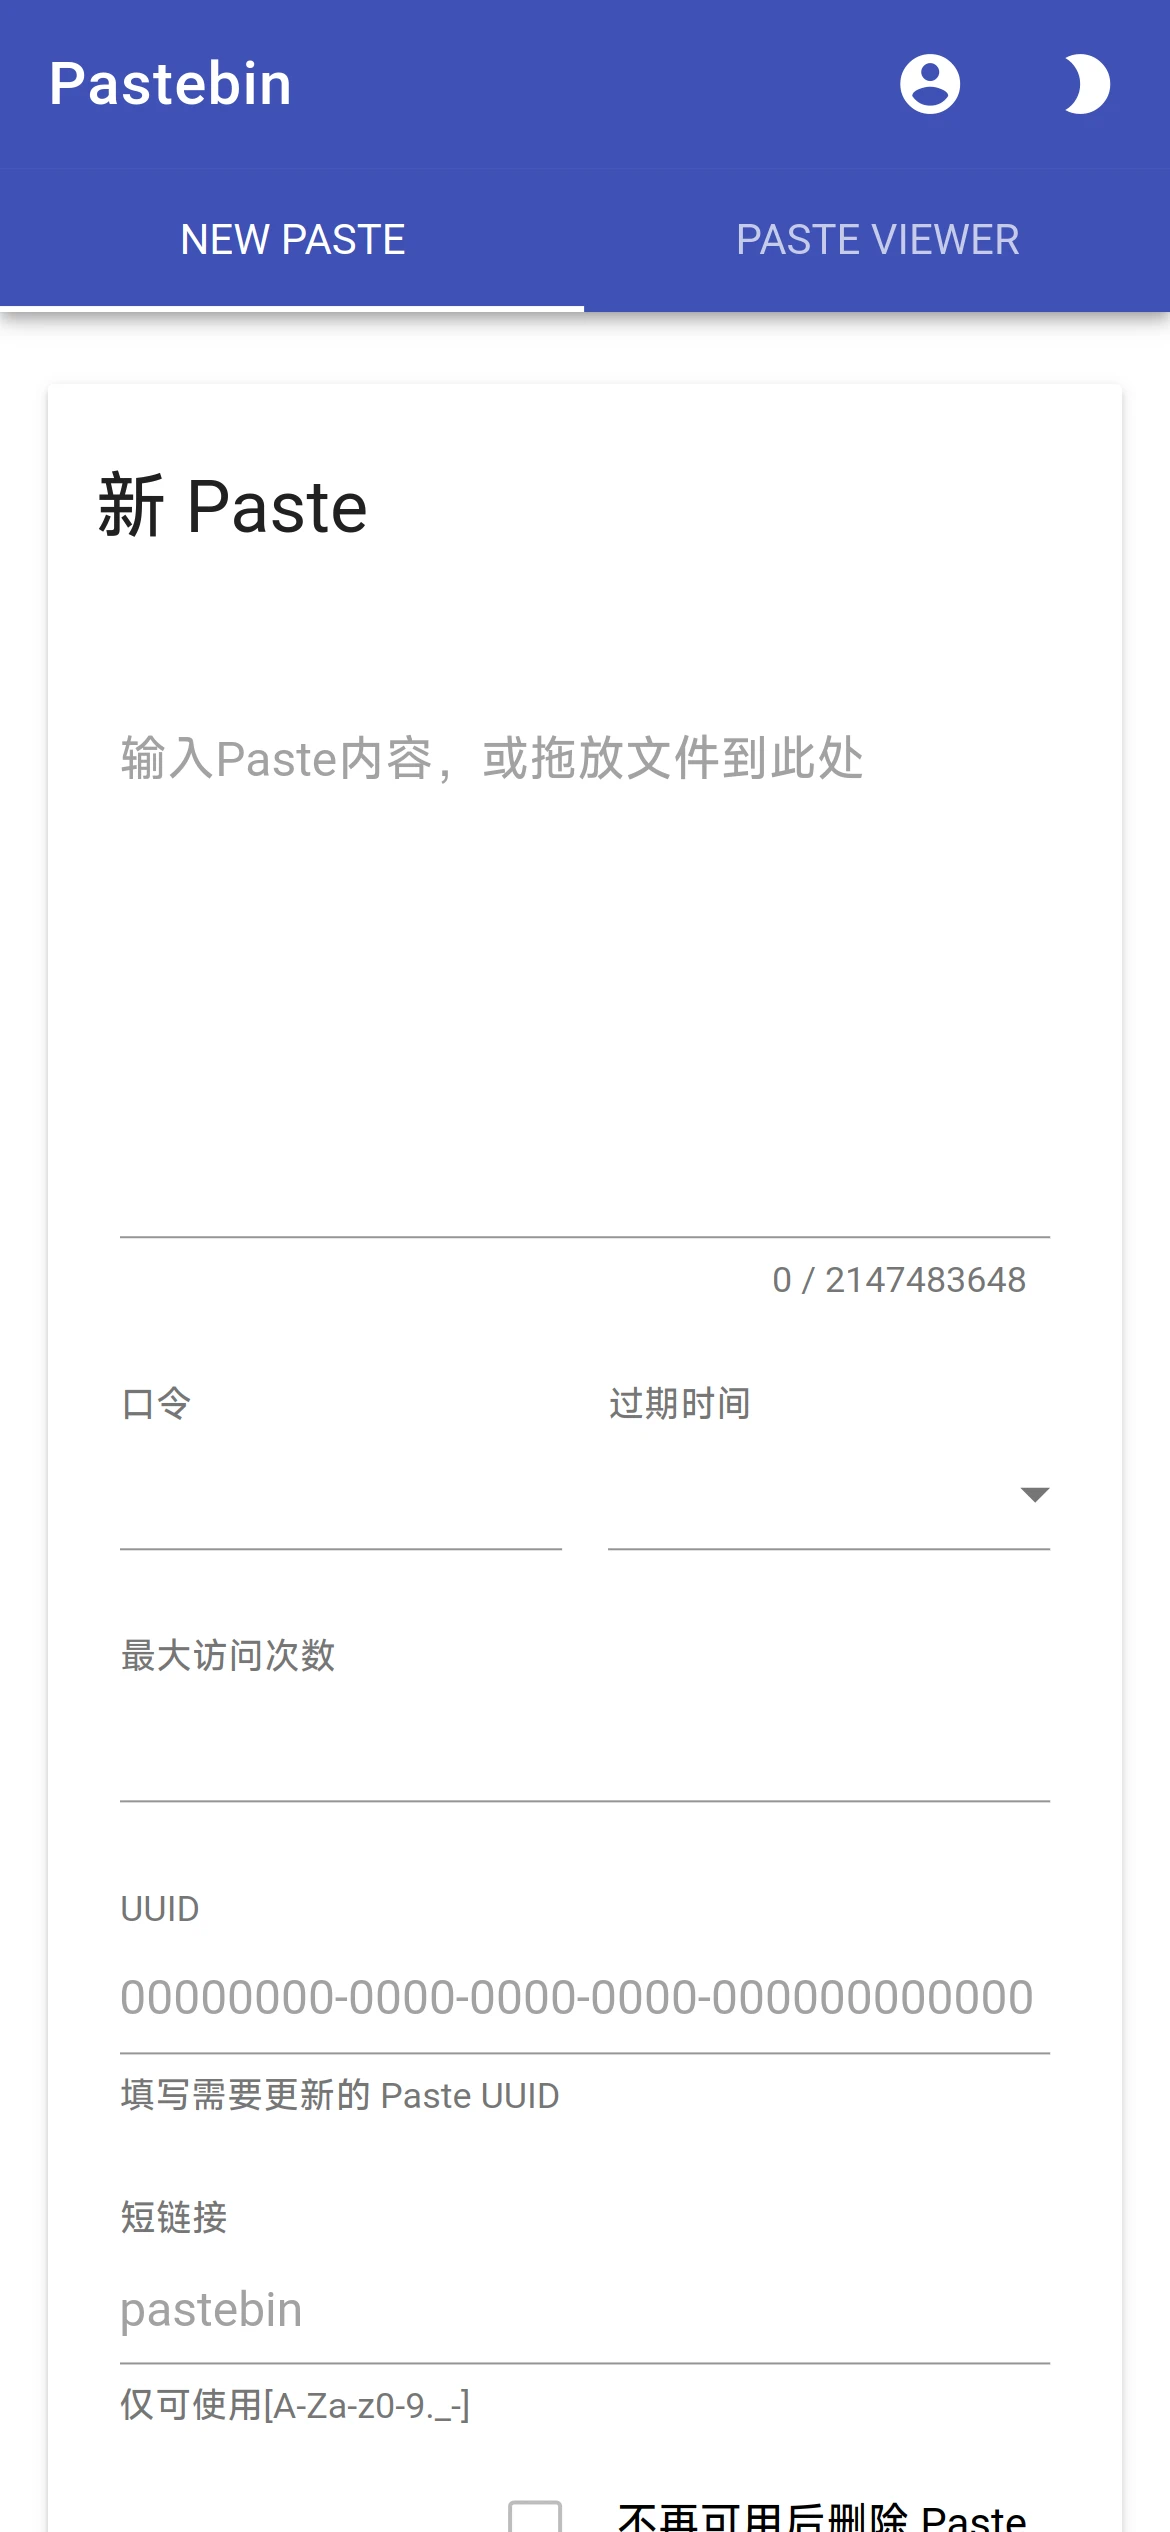 Pastebin
NEW PASTE
PASTE VIEWER
新 Paste
输入Paste内容，或拖放文件到此处
0 / 2147483648
口令
过期时间
最大访问次数
UUID
00000000-0000-0000-0000-000000000000
填写需要更新的 Paste UUID
短链接
pastebin
仅可使用[A-Za-z0-9._-]
不再可用后删除 Paste